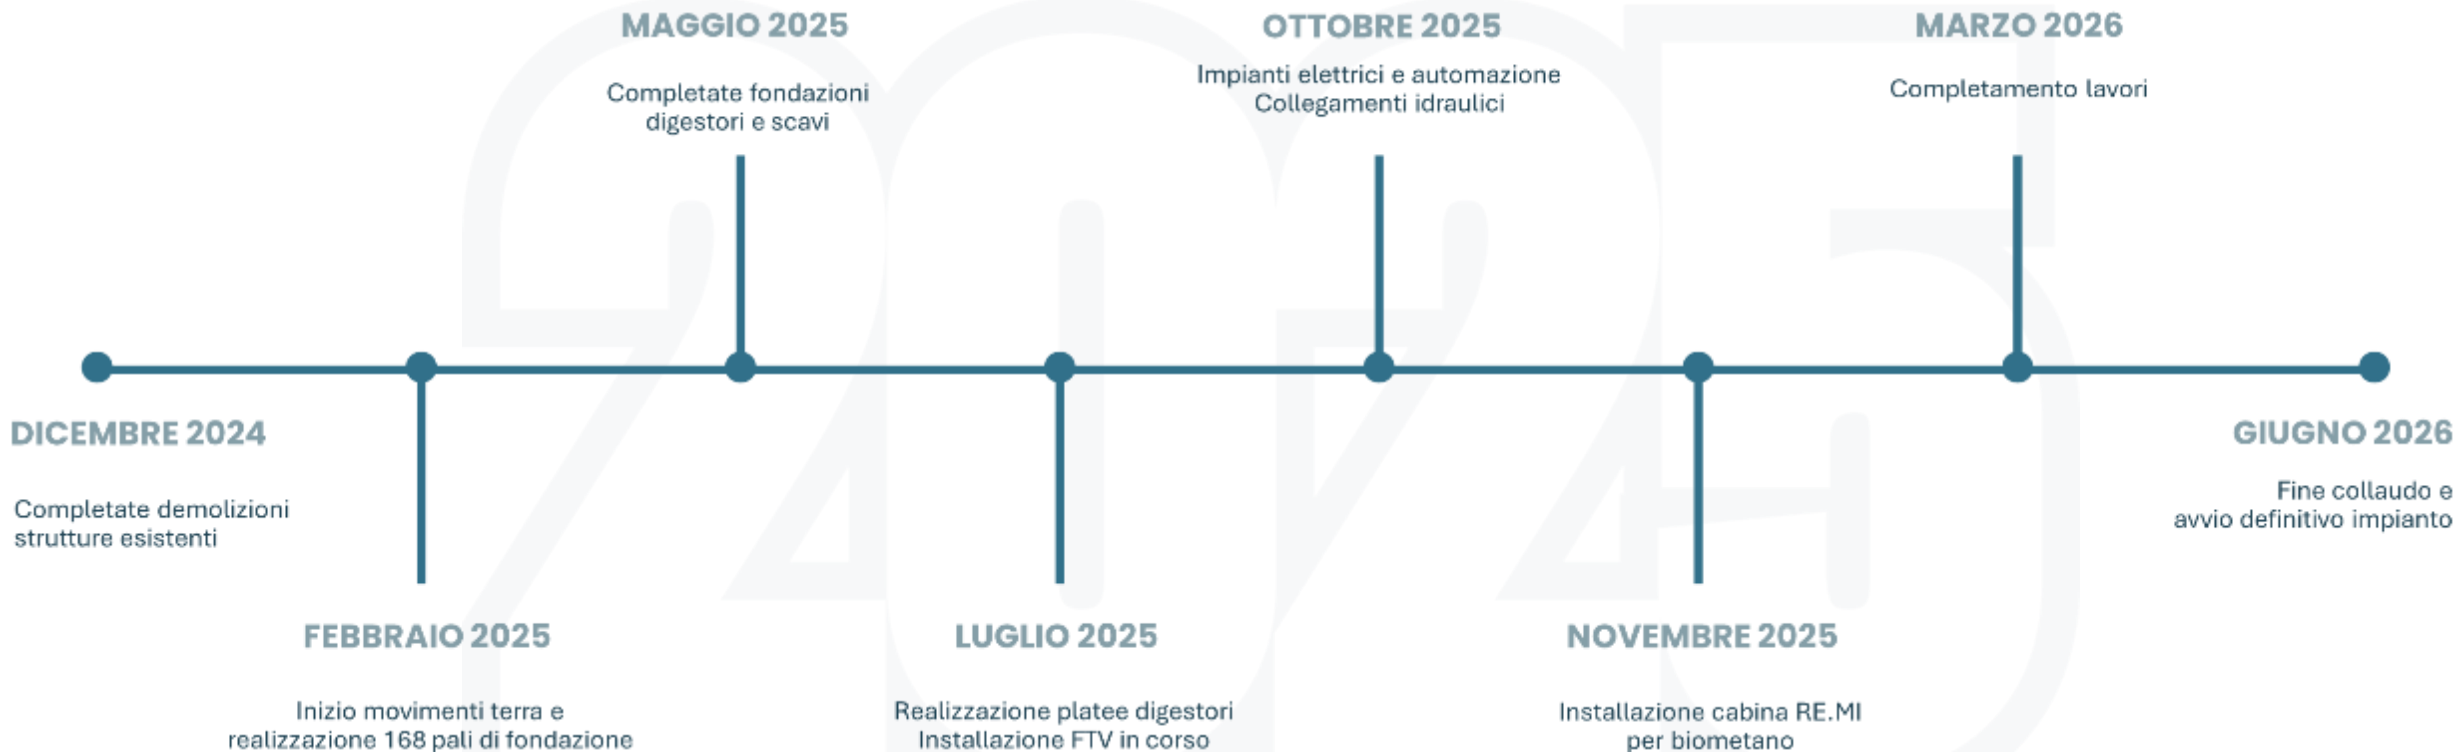 DICEMBRE 2024
Completate demolizioni
strutture esistenti
FEBBRAIO 2025
Inizio movimenti terra e
realizzazione 168 pali di fondazione
MAGGIO 2025
Completate fondazioni
digestori e scavi
LUGLIO 2025
Realizzazione platee digestori
Installazione FTV in corso
OTTOBRE 2025
Impianti elettrici e automazione
Collegamenti idraulici
NOVEMBRE 2025
Installazione cabina RE.MI
per biometano
MARZO 2026
Completamento lavori
GIUGNO 2026
Fine collaudo e
avvio definitivo impianto
2025